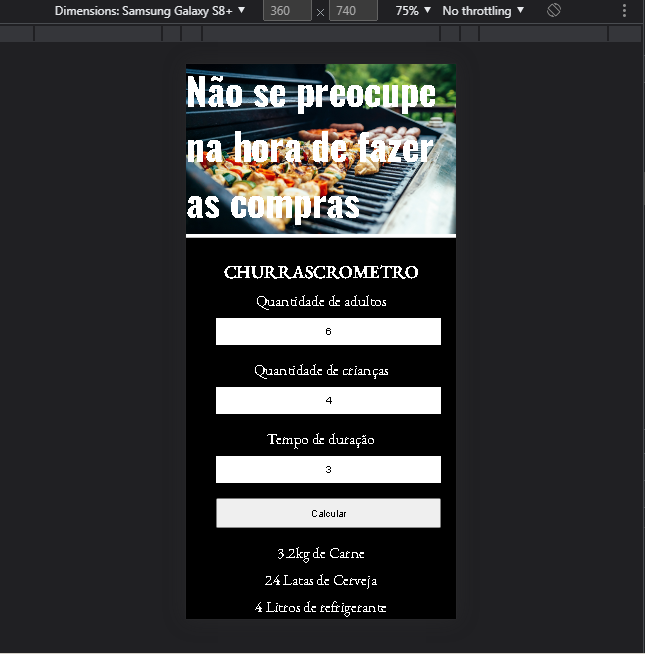 Dimensions: Samsung Galaxy S8+ ▼ 360 × 740 75% ▼ No throttling ▼
Não se preocupe
na hora de fazer
as compras
CHURRASCROMETRO
Quantidade de adultos
6
Quantidade de crianças
4
Tempo de duração
3
Calcular
3.2kg de Carne
24 Latas de Cerveja
4 Litros de refrigerante